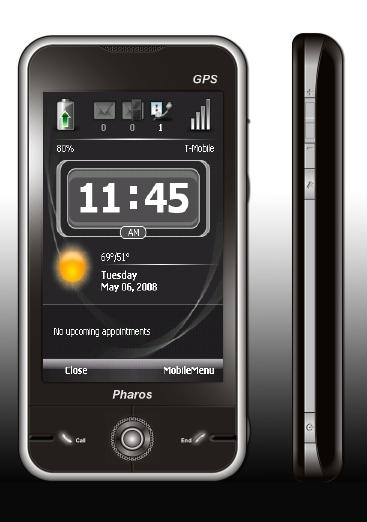 GPS
0 0 1
80% T-Mobile
11:45
AM
69°/51°
Tuesday
May 06, 2008
No upcoming appointments
Close MobileMenu
Pharos
Call End